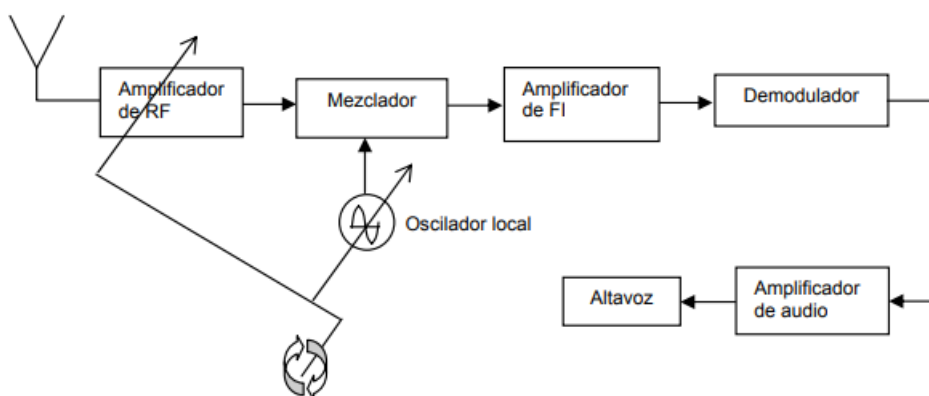 Amplificador
de RF
Mezclador
Amplificador
de FI
Demodulador
Oscilador local
Altavoz
Amplificador
de audio